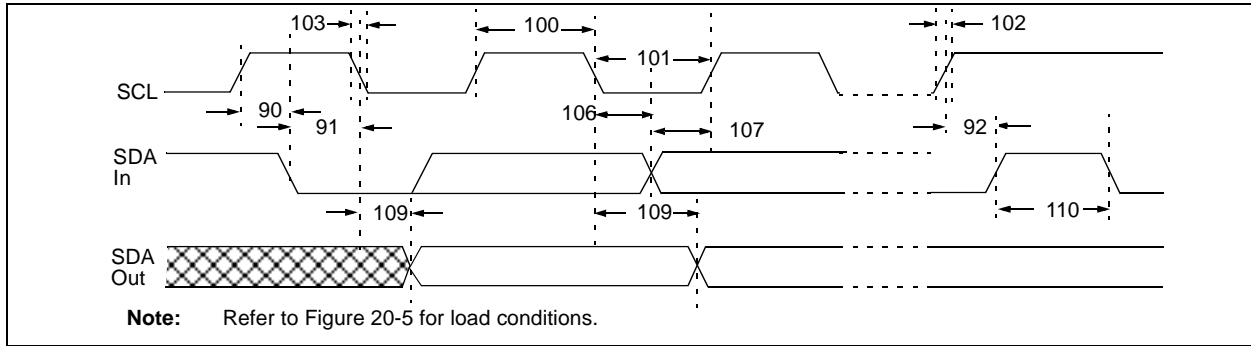 103
100
102
101
SCL
90
106
91
107
92
SDA
In
109
109
110
SDA
Out
Note: Refer to Figure 20-5 for load conditions.